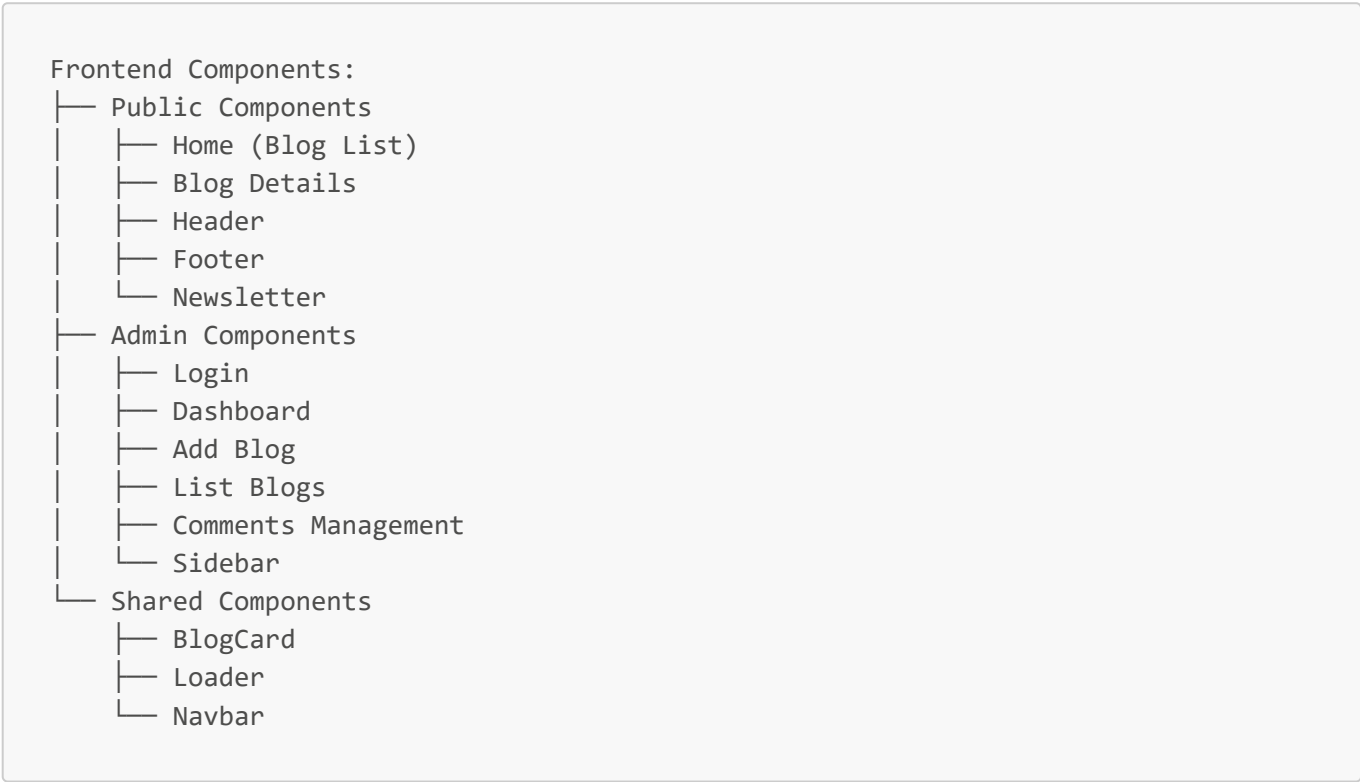 Frontend Components:
├── Public Components
│   ├── Home (Blog List)
│   ├── Blog Details
│   ├── Header
│   ├── Footer
│   └── Newsletter
├── Admin Components
│   ├── Login
│   ├── Dashboard
│   ├── Add Blog
│   ├── List Blogs
│   ├── Comments Management
│   └── Sidebar
└── Shared Components
    ├── BlogCard
    ├── Loader
    └── Navbar